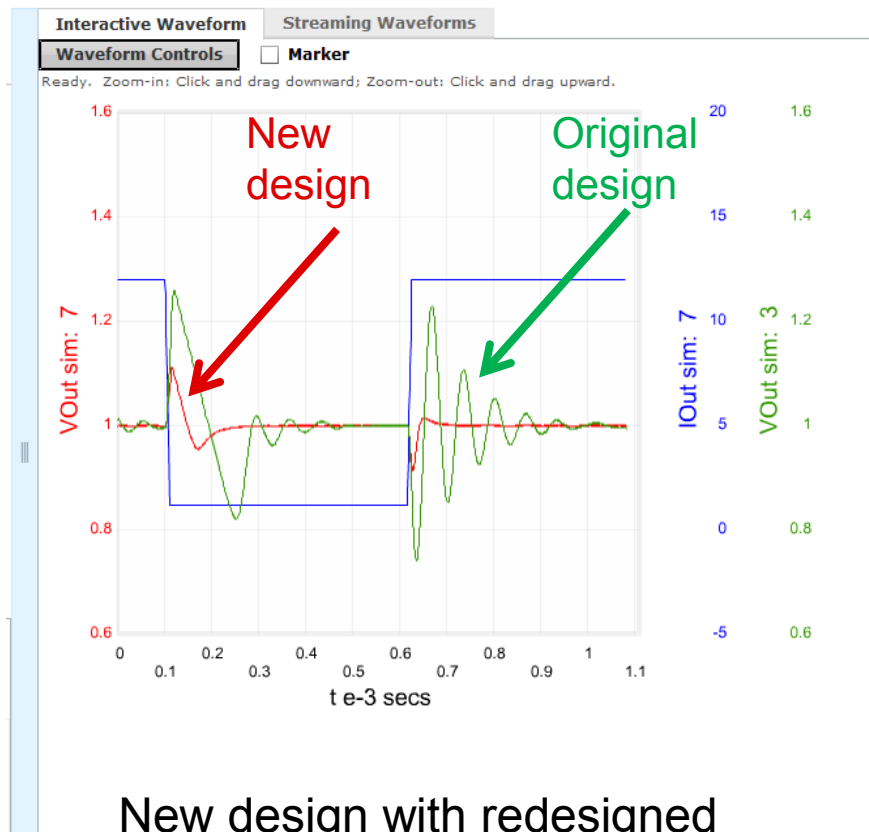 Interactive Waveform
Streaming Waveforms
Waveform Controls
Marker
Ready. Zoom-in: Click and drag downward; Zoom-out: Click and drag upward.
1.6
20
1.6
New
design
Original
design
1.4
15
1.4
1.2
10
1.2
VOut sim: 7
IOut sim: 7
VOut sim: 3
1
5
1
0.8
0
0.8
0.6
-5
0.6
0
0.2
0.4
0.6
0.8
1
0.1
0.3
0.5
0.7
0.9
1.1
t e-3 secs
New design with redesigned